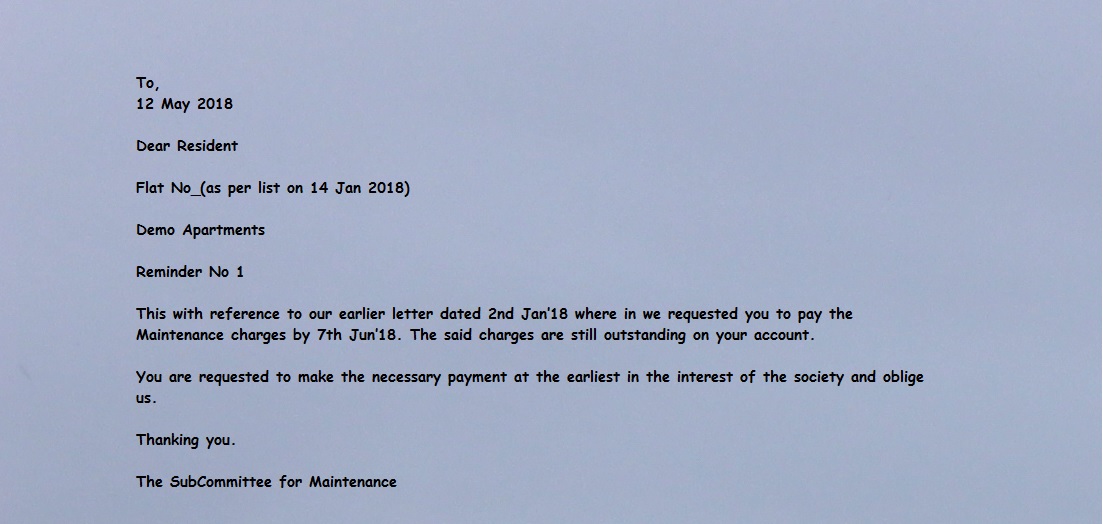 To,
12 May 2018
Dear Resident
Flat No_(as per list on 14 Jan 2018)
Demo Apartments
Reminder No 1
This with reference to our earlier letter dated 2nd Jan'18 where in we requested you to pay the
Maintenance charges by 7th Jun'18. The said charges are still outstanding on your account.
You are requested to make the necessary payment at the earliest in the interest of the society and oblige
us.
Thanking you.
The SubCommittee for Maintenance